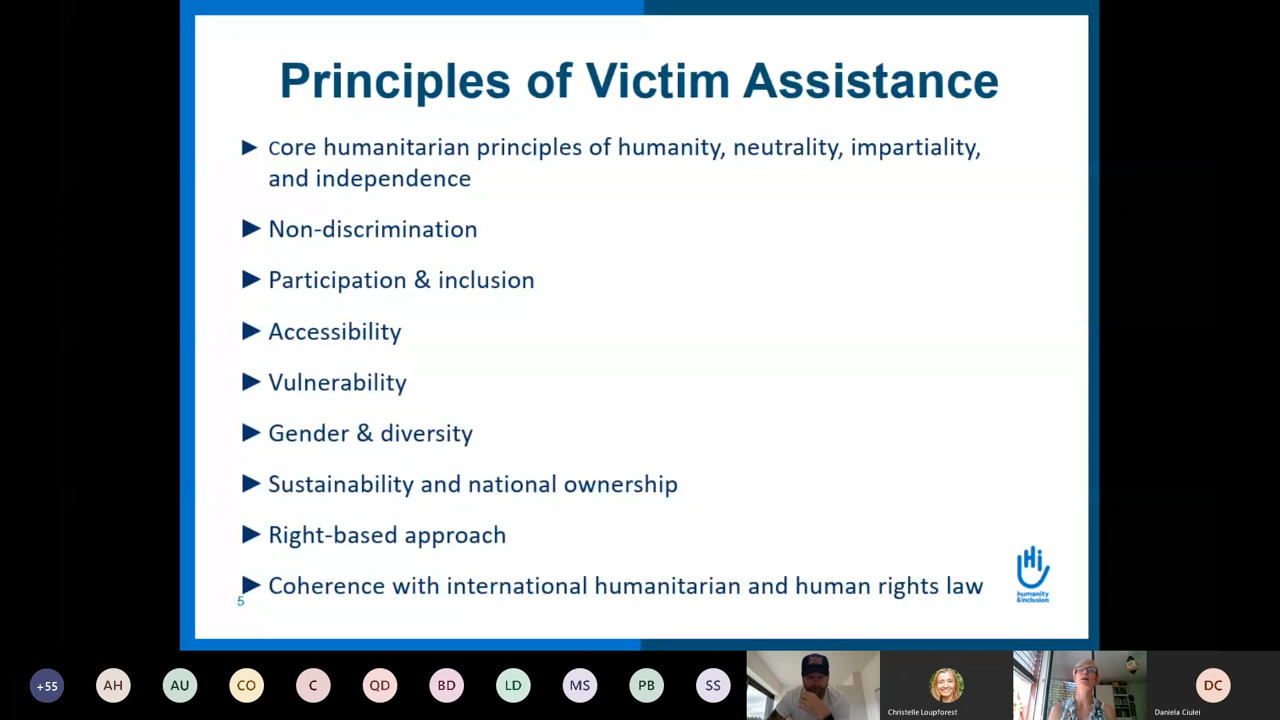 Principles of Victim Assistance
Core humanitarian principles of humanity, neutrality, impartiality,
and independence
Non-discrimination
Participation & inclusion
Accessibility
Vulnerability
Gender & diversity
Sustainability and national ownership
Right-based approach
Coherence with international humanitarian and human rights law
5
Hi
humanity
&inclusion
+55
AH
AU
CO
C
QD
BD
LD
MS
PB
SS
Christelle Loupforest
DC
Daniela Ciulei